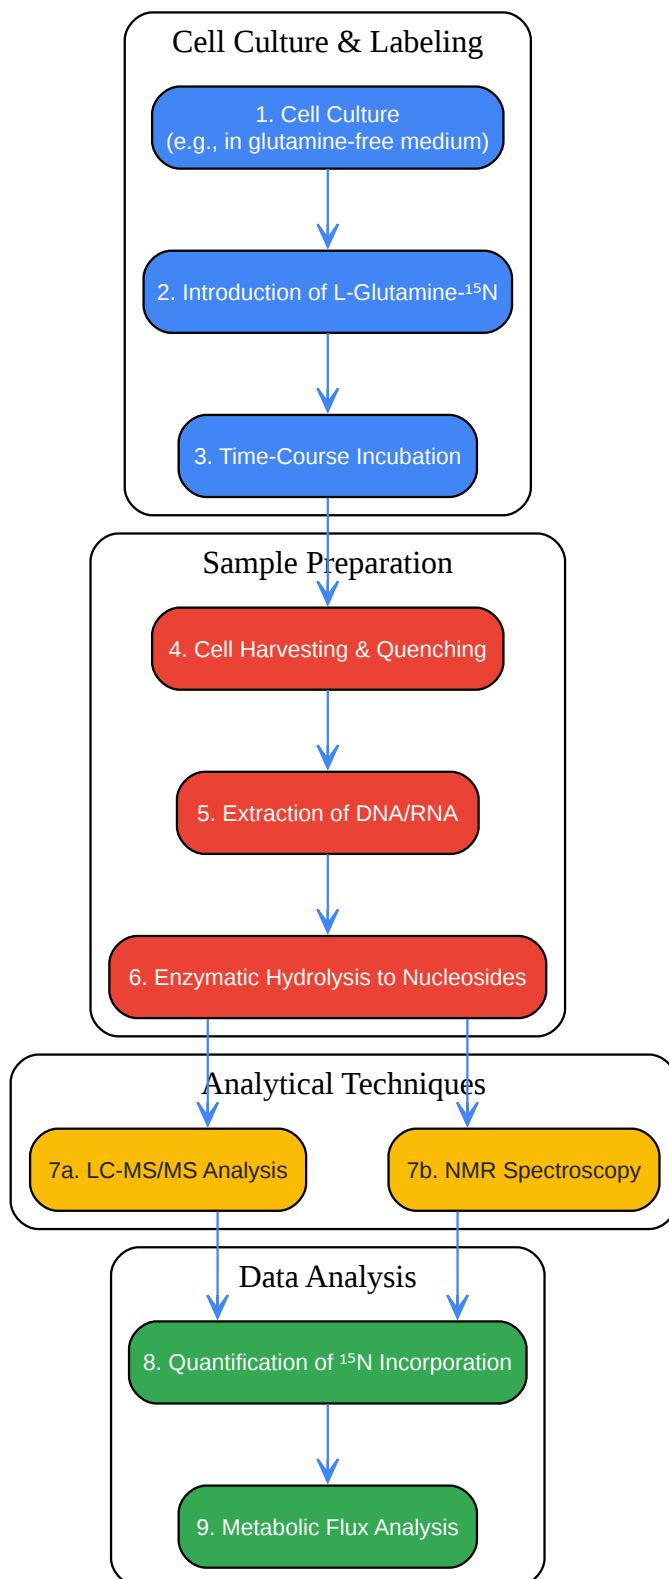 Cell Culture & Labeling
1. Cell Culture
(e.g., in glutamine-free medium)
2. Introduction of L-Glutamine-¹⁵N
3. Time-Course Incubation
Sample Preparation
4. Cell Harvesting & Quenching
5. Extraction of DNA/RNA
6. Enzymatic Hydrolysis to Nucleosides
Analytical Techniques
7a. LC-MS/MS Analysis
7b. NMR Spectroscopy
Data Analysis
8. Quantification of ¹⁵N Incorporation
9. Metabolic Flux Analysis